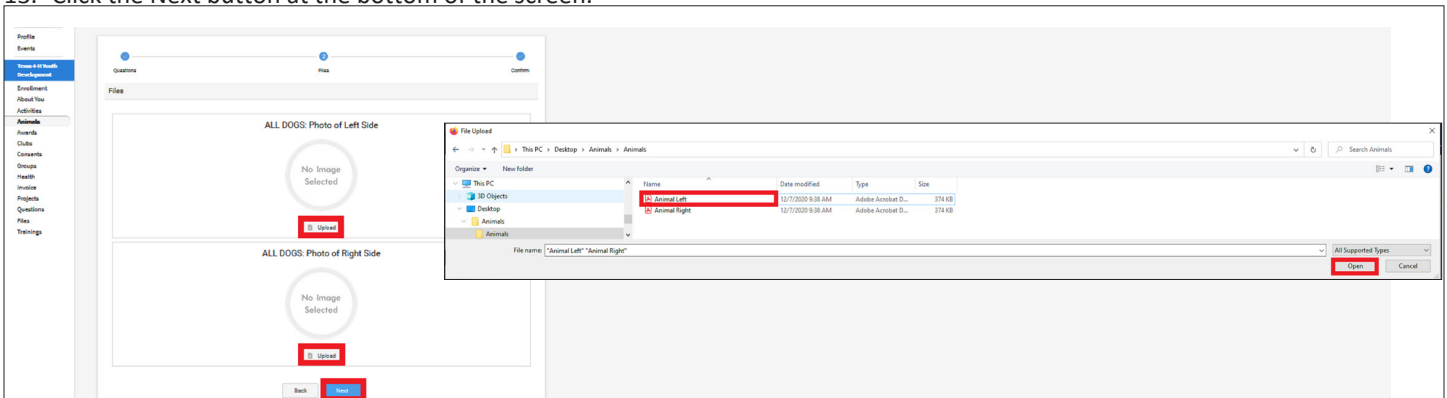 15. Click the Next button at the bottom of the screen.
Profile
Events
Texas 4-H Youth
Development
Enrollment
About You
Activities
Animals
Awards
Clubs
Consents
Groups
Health
Invoice
Projects
Questions
Files
Trainings
Questions
2
Files
Confirm
Files
ALL DOGS: Photo of Left Side
No Image
Selected
Upload
ALL DOGS: Photo of Right Side
No Image
Selected
Upload
Back Next
File Upload
This PC > Desktop > Animals > Animals
Search Animals
Organize New folder
This PC
3D Objects
Desktop
Animals
Animals
Name Date modified Type Size
Animal Left 12/7/2020 9:38 AM Adobe Acrobat D... 374 KB
Animal Right 12/7/2020 9:38 AM Adobe Acrobat D... 374 KB
File name: "Animal Left" "Animal Right" All Supported Types
Open Cancel